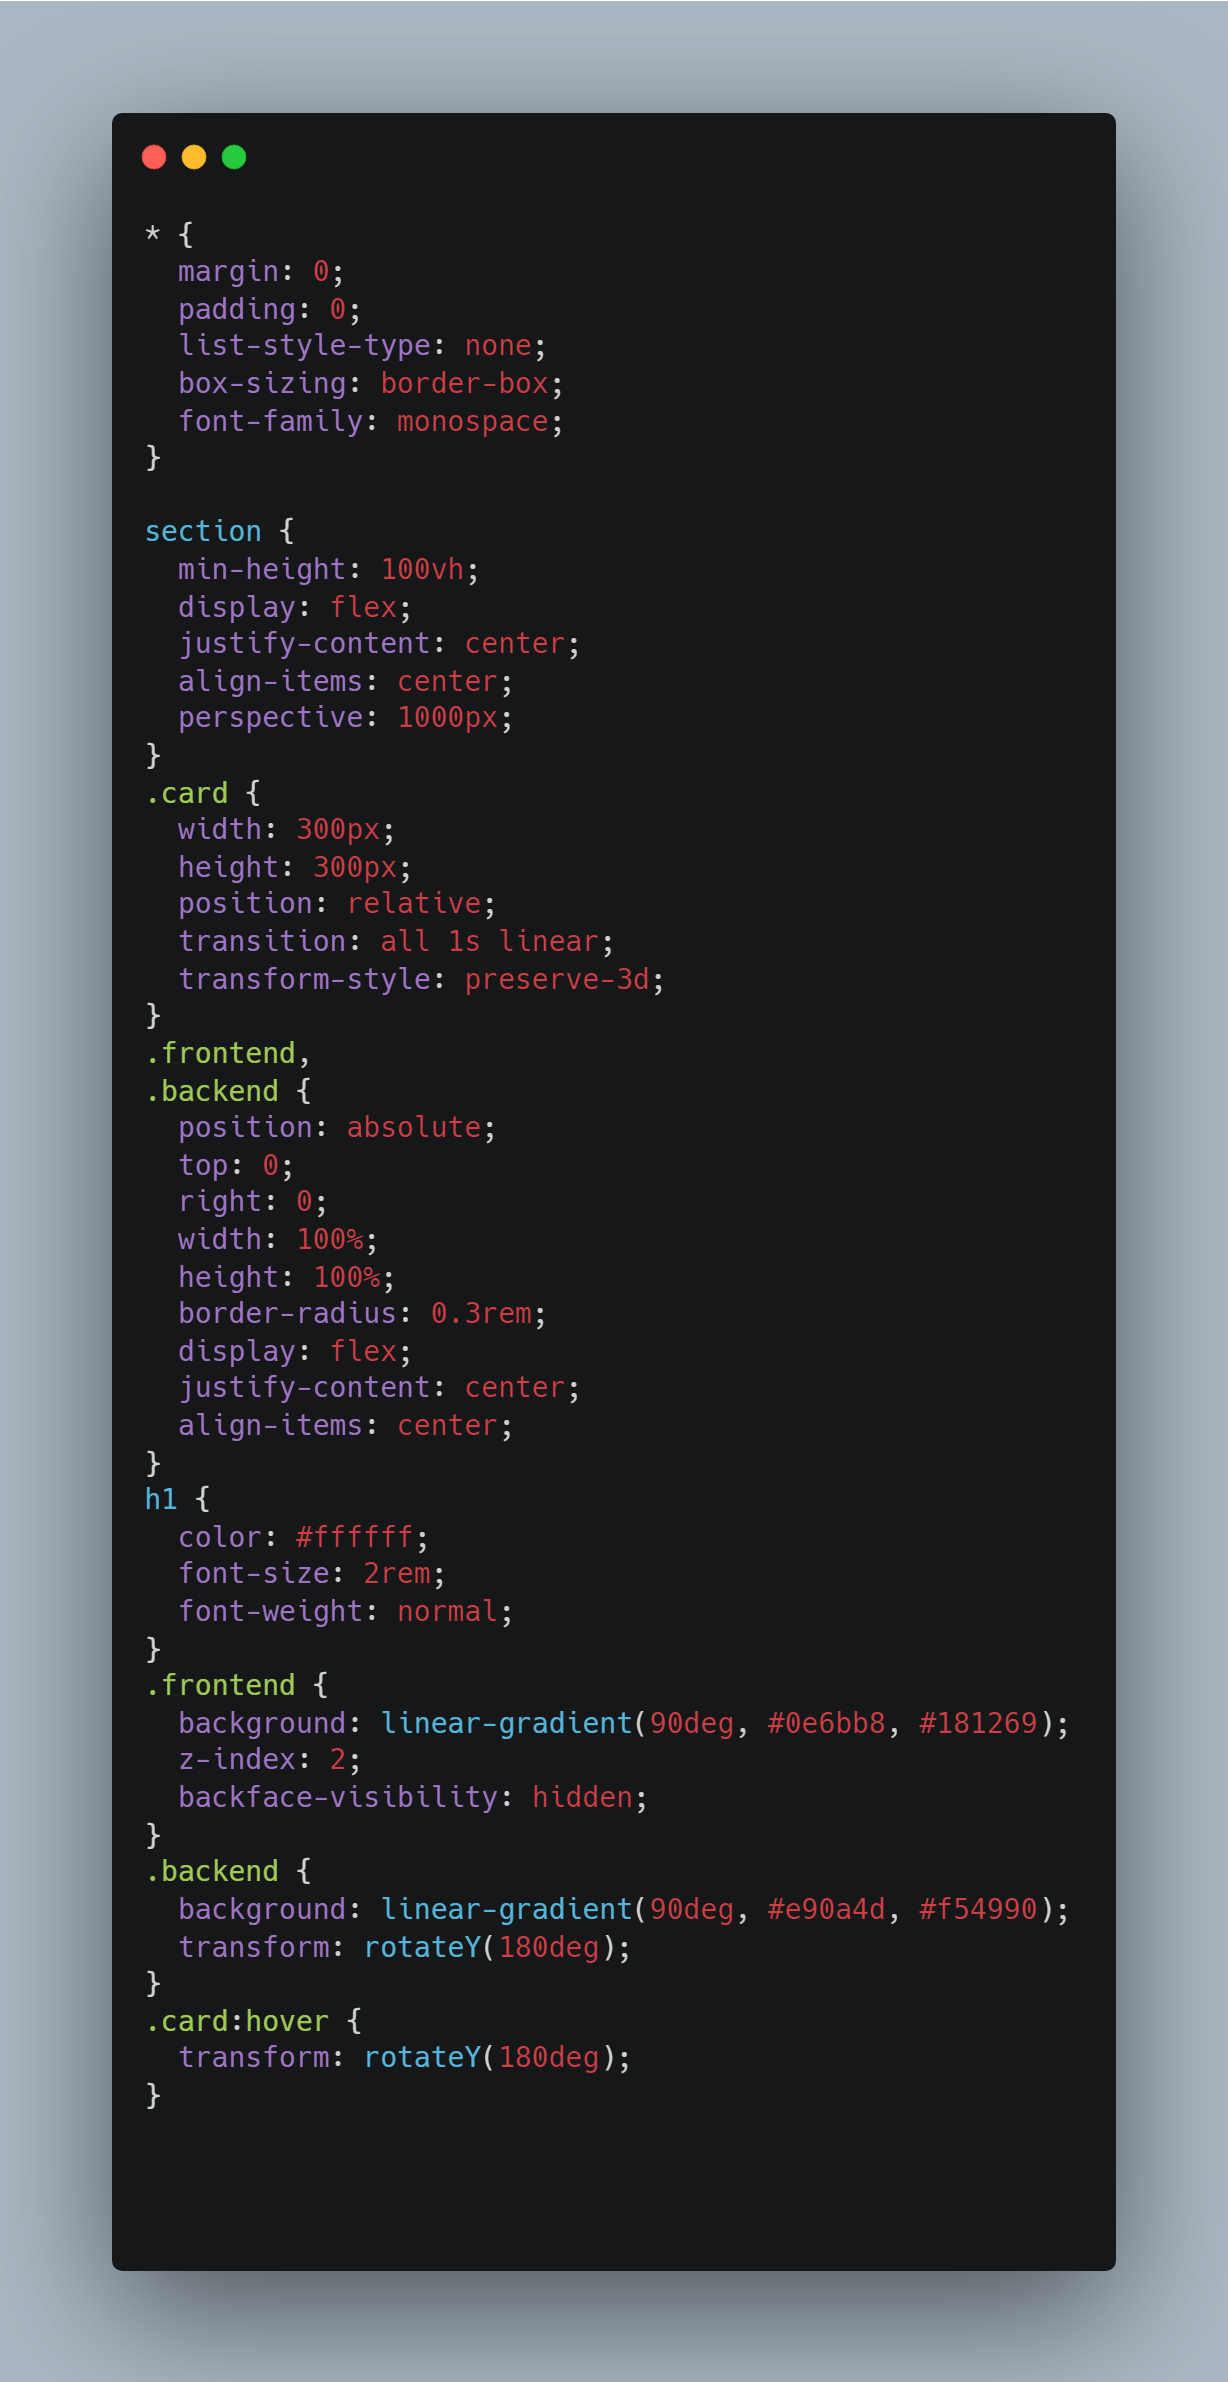 * {
  margin: 0;
  padding: 0;
  list-style-type: none;
  box-sizing: border-box;
  font-family: monospace;
}

section {
  min-height: 100vh;
  display: flex;
  justify-content: center;
  align-items: center;
  perspective: 1000px;
}
.card {
  width: 300px;
  height: 300px;
  position: relative;
  transition: all 1s linear;
  transform-style: preserve-3d;
}
.frontend,
.backend {
  position: absolute;
  top: 0;
  right: 0;
  width: 100%;
  height: 100%;
  border-radius: 0.3rem;
  display: flex;
  justify-content: center;
  align-items: center;
}
h1 {
  color: #ffffff;
  font-size: 2rem;
  font-weight: normal;
}
.frontend {
  background: linear-gradient(90deg, #0e6bb8, #181269);
  z-index: 2;
  backface-visibility: hidden;
}
.backend {
  background: linear-gradient(90deg, #e90a4d, #f54990);
  transform: rotateY(180deg);
}
.card:hover {
  transform: rotateY(180deg);
}